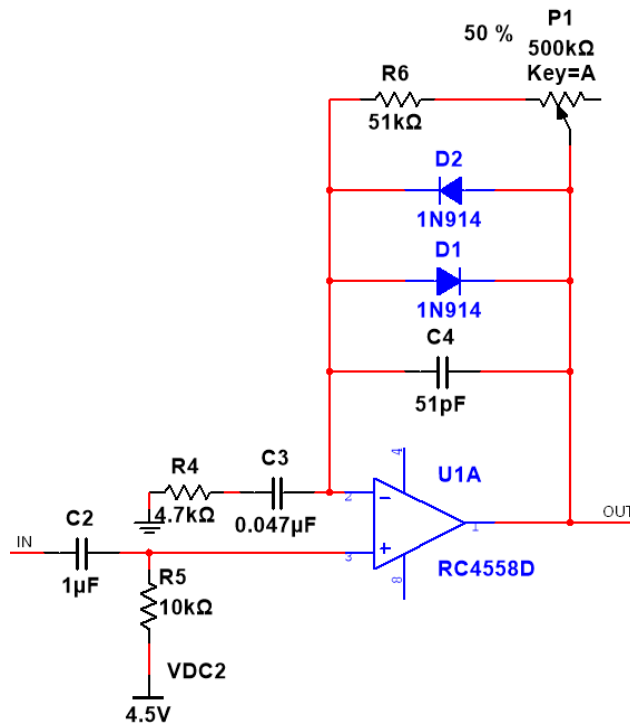 P1
50 %
500kΩ
Key=A
R6
51kΩ
D2
1N914
D1
1N914
C4
51pF
4
U1A
R4
C3
2
4.7kΩ
0.047µF
OUT
1
IN
C2
3
1µF
R5
10kΩ
8
RC4558D
VDC2
4.5V